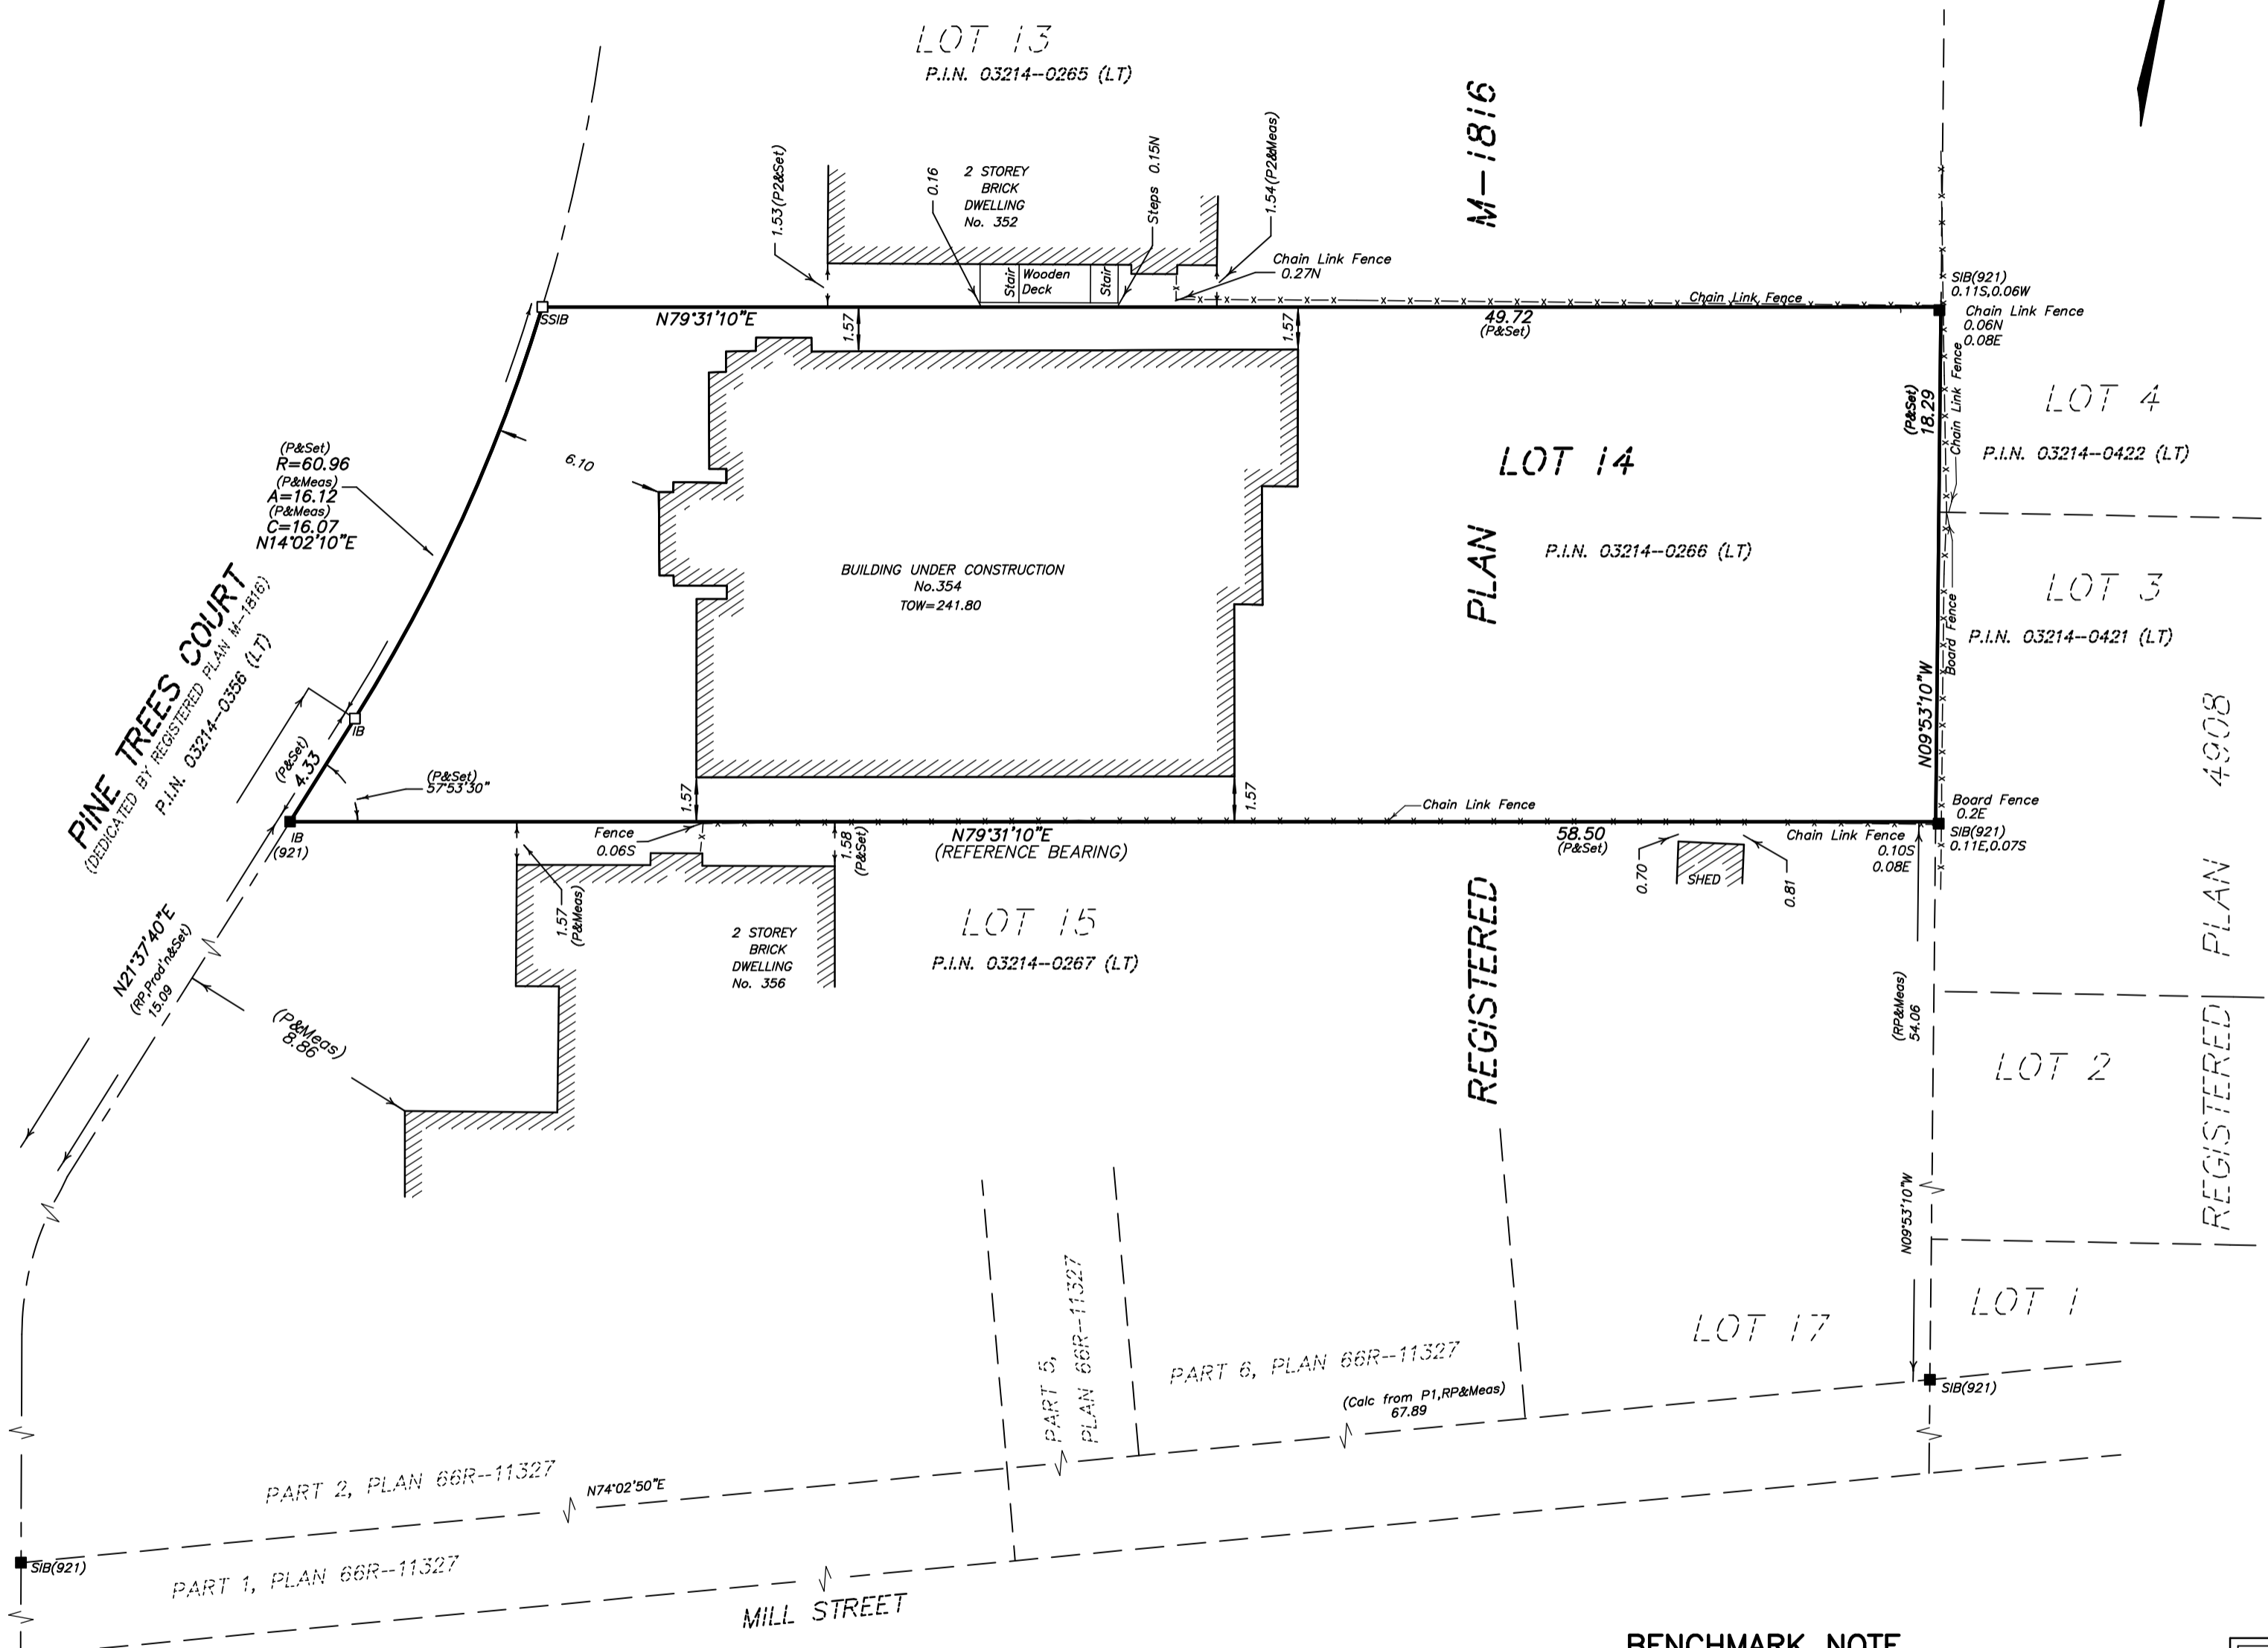 LOT 13
P.I.N. 03214--0265 (LT)
M-1816
1.53(P2&Set)
0.16
2 STOREY
BRICK
DWELLING
No. 352
Steps 0.15N
1.54(P2&Meas)
Chain Link Fence
0.27N
Stair
Wooden
Deck
Stair
Chain Link Fence
SIB(921)
0.11S,0.06W
SSIB
N79°31'10"E
1.57
1.57
49.72
(P&Set)
Chain Link Fence
0.06N
0.08E
(P&Set)
18.29
Chain Link Fence
LOT 4
P.I.N. 03214--0422 (LT)
(P&Set)
R=60.96
(P&Meas)
A=16.12
(P&Meas)
C=16.07
N14°02'10"E
6.10
LOT 14
P.I.N. 03214--0266 (LT)
PLAN
BUILDING UNDER CONSTRUCTION
No.354
TOW=241.80
LOT 3
P.I.N. 03214--0421 (LT)
Board Fence
N09°53'10"W
PINE TREES COURT
(DEDICATED BY REGISTERED PLAN M-1816)
P.I.N. 03214--0356 (LT)
IB
(P&Set)
4.33
(P&Set)
57°53'30"
1.57
1.57
Chain Link Fence
Board Fence
0.2E
IB
(921)
Fence
0.06S
1.58
(P&Set)
N79°31'10"E
(REFERENCE BEARING)
58.50
(P&Set)
Chain Link Fence
0.10S
0.08E
SIB(921)
0.11E,0.07S
0.70
SHED
0.81
1.57
(P&Meas)
2 STOREY
BRICK
DWELLING
No. 356
LOT 15
P.I.N. 03214--0267 (LT)
REGISTERED
N21°37'40"E
(RP,Prod'n&Set)
15.09
(P&Meas)
8.86
(RP&Meas)
54.06
LOT 2
REGISTERED PLAN 4908
N09°53'10"W
LOT 1
LOT 17
PART 5,
PLAN 66R--11327
PART 6, PLAN 66R--11327
(Calc from P1,RP&Meas)
67.89
SIB(921)
PART 2, PLAN 66R--11327
N74°02'50"E
SIB(921)
PART 1, PLAN 66R--11327
MILL STREET
BENCHMARK NOTE